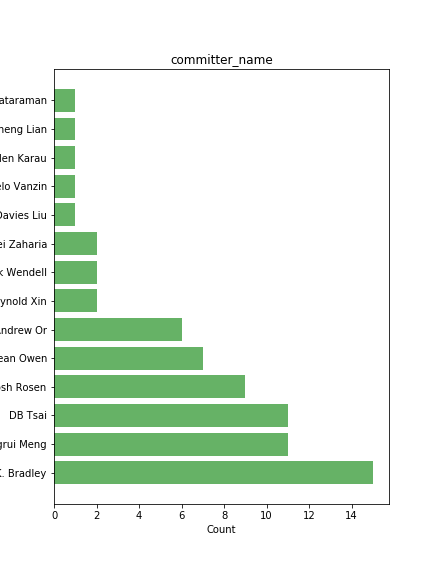 committer_name
ataraman
heng Lian
den Karau
elo Vanzin
Davies Liu
ei Zaharia
k Wendell
ynold Xin
Andrew Or
ean Owen
osh Rosen
DB Tsai
grui Meng
K. Bradley
0 2 4 6 8 10 12 14
Count